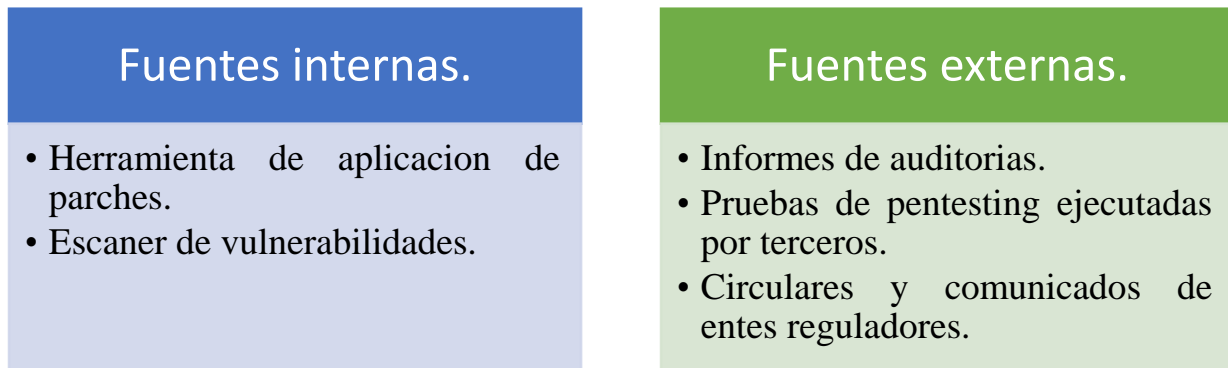 Fuentes internas.
• Herramienta de aplicacion de
parches.
• Escaner de vulnerabilidades.
Fuentes externas.
• Informes de auditorias.
• Pruebas de pentesting ejecutadas
por terceros.
• Circulares y comunicados de
entes reguladores.